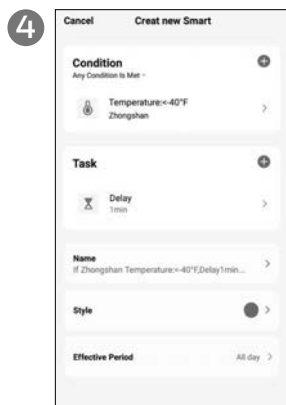 4
Cancel Creat new Smart
Condition
Any Condition Is Met
Temperature:<-40°F
Zhongshan
Task
Delay
1min
Name
If Zhongshan Temperature:<-40°F,Delay1min...
Style
Effective Period All day